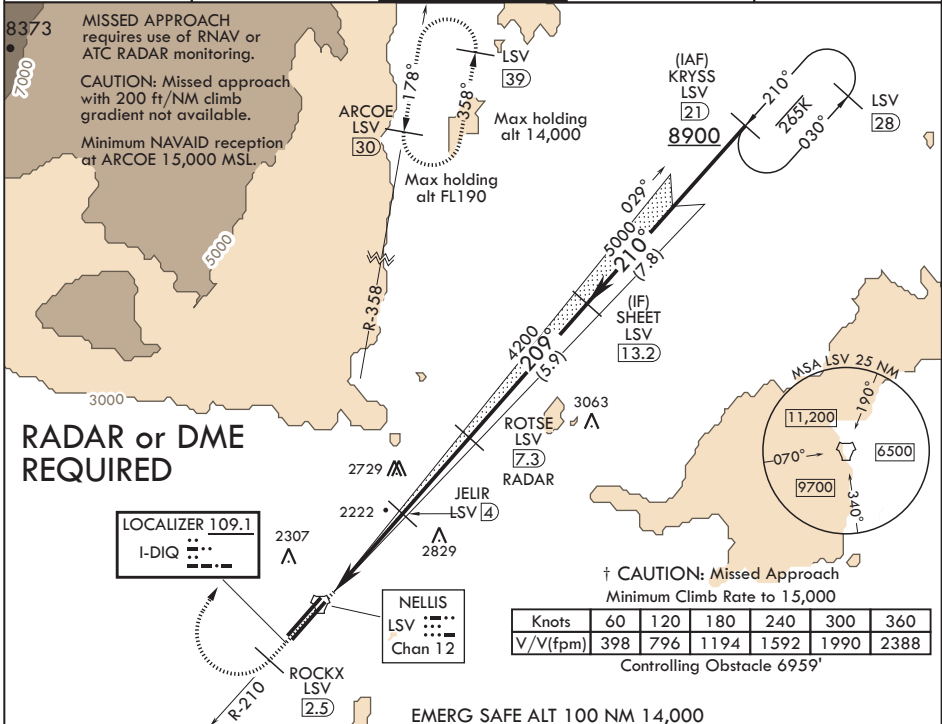 8373
7000
MISSED APPROACH
requires use of RNAV or
ATC RADAR monitoring.
CAUTION: Missed approach
with 200 ft/NM climb
gradient not available.
Minimum NAVAID reception
at ARCOE 15,000 MSL.
178°
358°
LSV
39
ARCOE
LSV
30
Max holding
alt 14,000
Max holding
alt FL190
(IAF)
KRYSS
LSV
21
8900
210°
265K
030°
LSV
28
029°
5000
210°
(7.8)
5000
R-358
(IF)
SHEET
LSV
13.2
4200
209°
(5.9)
3000
RADAR or DME
REQUIRED
3063
ROTSE
LSV
7.3
RADAR
2729
JELIR
LSV 4
2222
2829
MSA LSV 25 NM
190°
11,200
6500
070°
9700
340°
LOCALIZER 109.1
I-DIQ
2307
NELLIS
LSV
Chan 12
ROCKX
LSV
2.5
R-210
† CAUTION: Missed Approach
Minimum Climb Rate to 15,000
Knots 60 120 180 240 300 360
V/V(fpm) 398 796 1194 1592 1990 2388
Controlling Obstacle 6959'
EMERG SAFE ALT 100 NM 14,000